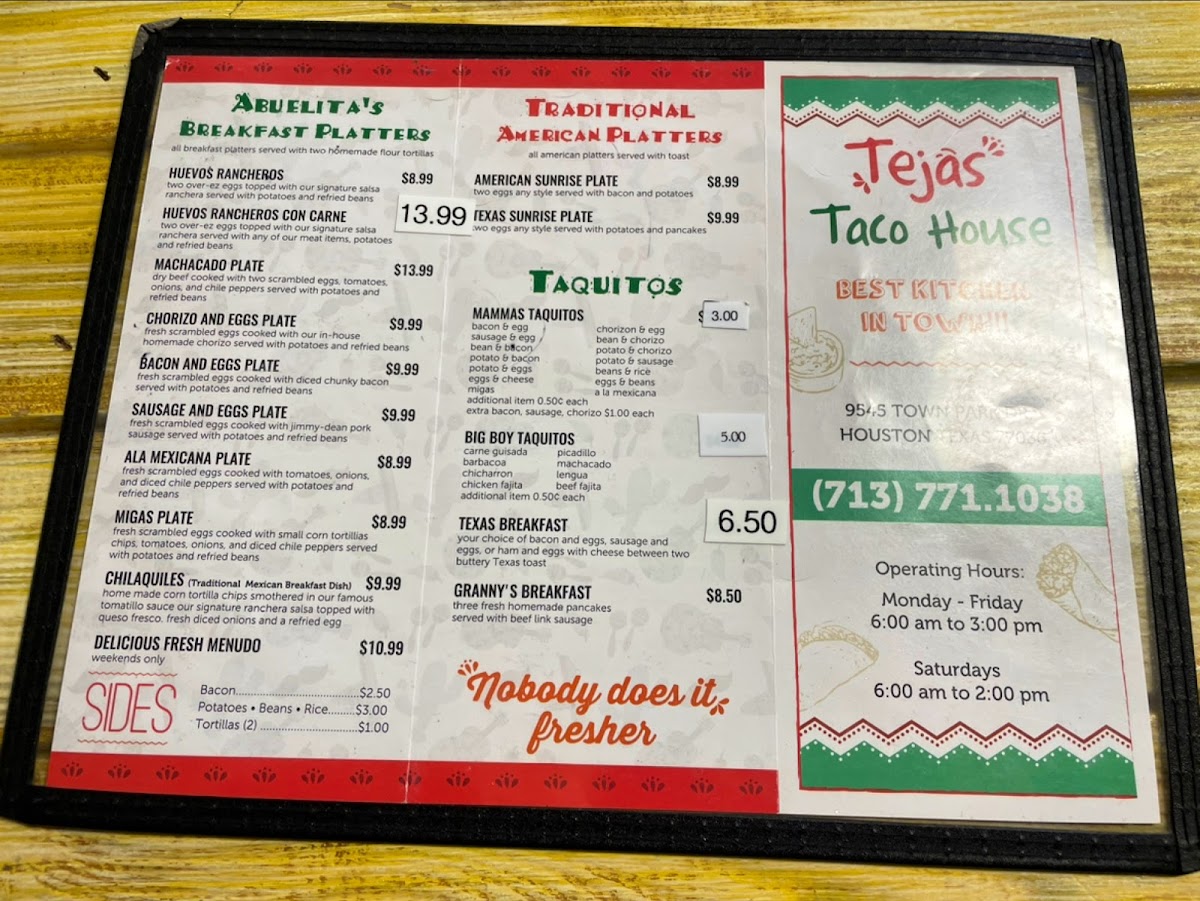 ABUELITA'S
BREAKFAST PLATTERS
all breakfast platters served with two homemade flour tortillas
HUEVOS RANCHEROS $8.99
two over-ez eggs topped with our signature salsa
ranchera served with potatoes and refried beans
HUEVOS RANCHEROS CON CARNE 13.99
two over-ez eggs topped with our signature salsa
ranchera served with any of our meat items, potatoes
and refried beans
MACHACADO PLATE $13.99
dry beef cooked with two scrambled eggs, tomatoes,
onions, and chile peppers served with potatoes and
refried beans
CHORIZO AND EGGS PLATE $9.99
fresh scrambled eggs cooked with our in-house
homemade chorizo served with potatoes and refried beans
BACON AND EGGS PLATE $9.99
fresh scrambled eggs cooked with diced chunky bacon
served with potatoes and refried beans
SAUSAGE AND EGGS PLATE $9.99
fresh scrambled eggs cooked with jimmy-dean pork
sausage served with potatoes and refried beans
ALA MEXICANA PLATE $8.99
fresh scrambled eggs cooked with tomatoes, onions,
and diced chile peppers served with potatoes and
refried beans
MIGAS PLATE $8.99
fresh scrambled eggs cooked with small corn tortillias
chips, tomatoes, onions, and diced chile peppers served
with potatoes and refried beans
CHILAQUILES (Traditional Mexican Breakfast Dish) $9.99
home made corn tortilla chips smothered in our famous
tomatillo sauce our signature ranchera salsa topped with
queso fresco. fresh diced onions and a refried egg
DELICIOUS FRESH MENUDO $10.99
weekends only
SIDES
Bacon..............................$2.50
Potatoes • Beans • Rice.........$3.00
Tortillas (2) .......................$1.00
TRADITIONAL
AMERICAN PLATTERS
all american platters served with toast
AMERICAN SUNRISE PLATE $8.99
two eggs any style served with bacon and potatoes
TEXAS SUNRISE PLATE $9.99
two eggs any style served with potatoes and pancakes
TAQUITOS
MAMMAS TAQUITOS $ 3.00
bacon & egg chorizon & egg
sausage & egg bean & chorizo
bean & bacon potato & chorizo
potato & bacon potato & sausage
potato & eggs beans & rice
eggs & cheese eggs & beans
migas a la mexicana
additional item 0.50¢ each
extra bacon, sausage, chorizo $1.00 each
BIG BOY TAQUITOS 5.00
carne guisada picadillo
barbacoa machacado
chicharron lengua
chicken fajita beef fajita
additional item 0.50¢ each
TEXAS BREAKFAST 6.50
your choice of bacon and eggs, sausage and
eggs, or ham and eggs with cheese between two
buttery Texas toast
GRANNY'S BREAKFAST $8.50
three fresh homemade pancakes
served with beef link sausage
Nobody does it
fresher
Tejas
Taco House
BEST KITCHEN
IN TOWN!!!
9545 TOWN PARK
HOUSTON TEXAS
(713) 771.1038
Operating Hours:
Monday - Friday
6:00 am to 3:00 pm
Saturdays
6:00 am to 2:00 pm